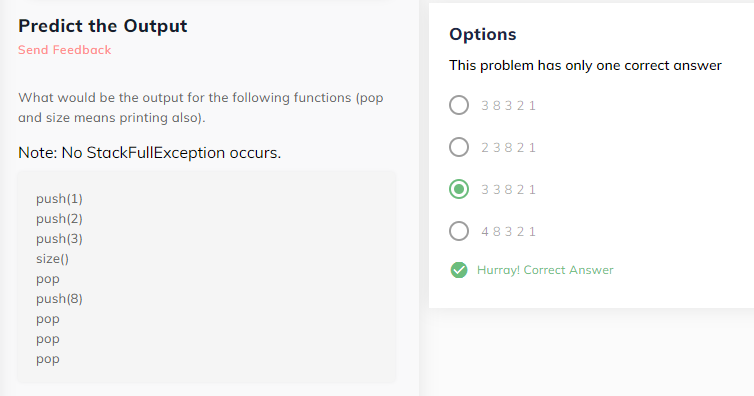 Predict the Output
Send Feedback
What would be the output for the following functions (pop
and size means printing also).
Note: No StackFullException occurs.
push(1)
push(2)
push(3)
size()
pop
push(8)
pop
pop
pop
Options
This problem has only one correct answer
3 8 3 2 1
2 3 8 2 1
3 3 8 2 1
4 8 3 2 1
Hurray! Correct Answer